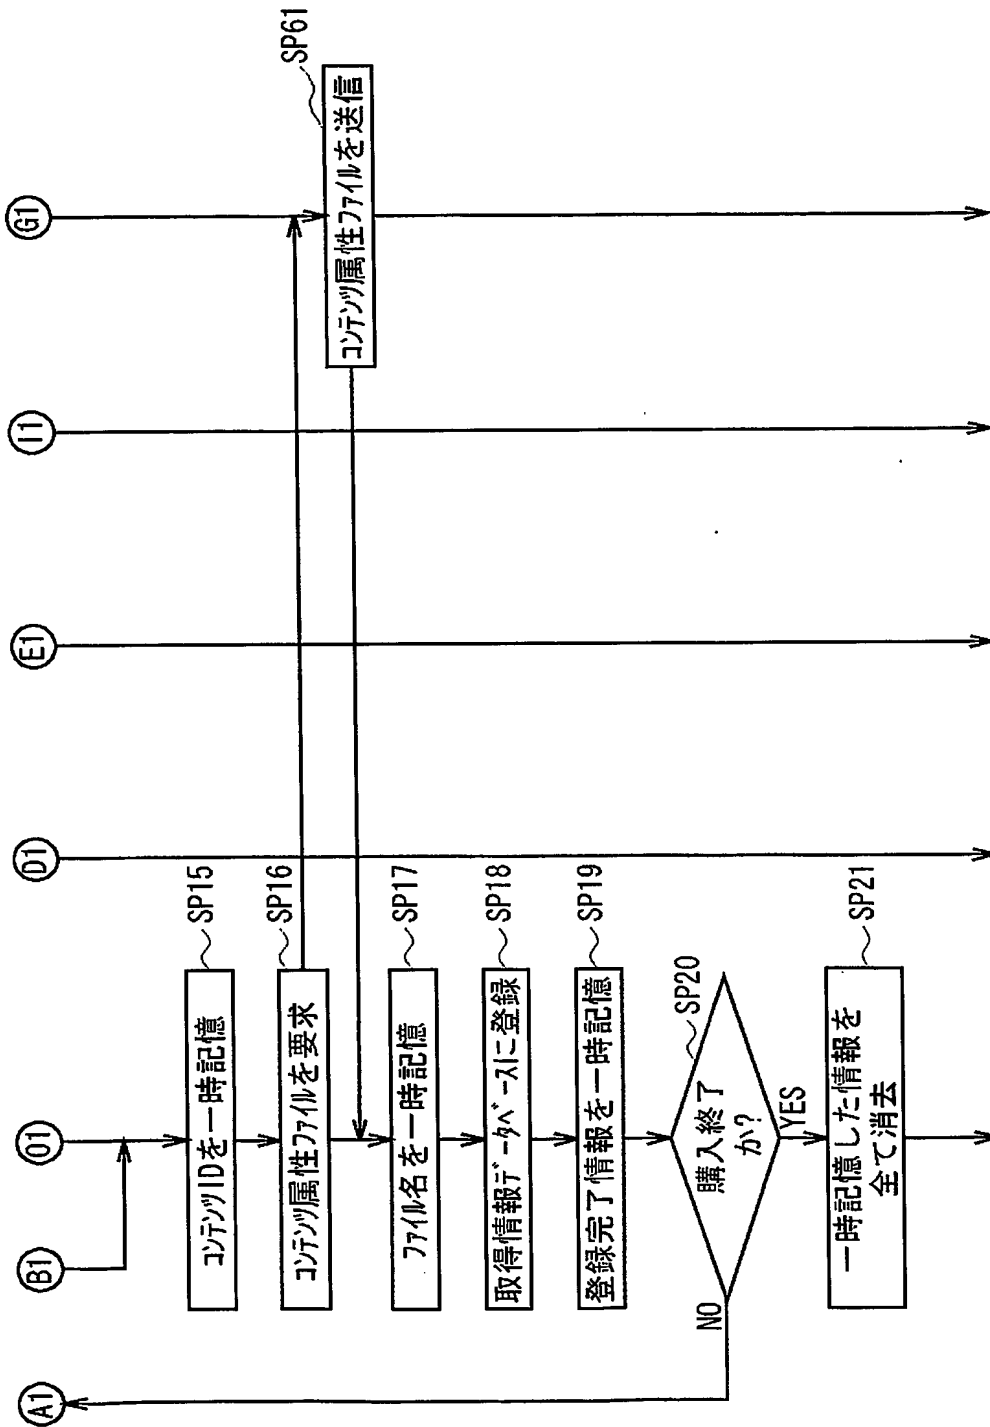 A1
B1
O1
D1
E1
I1
G1
コンテンツIDを一時記憶
SP15
コンテンツ属性ファイルを要求
SP16
コンテンツ属性ファイルを送信
SP61
ファイル名を一時記憶
SP17
取得情報データベースに登録
SP18
登録完了情報を一時記憶
SP19
購入終了
か?
SP20
NO
YES
一時記憶した情報を
全て消去
SP21